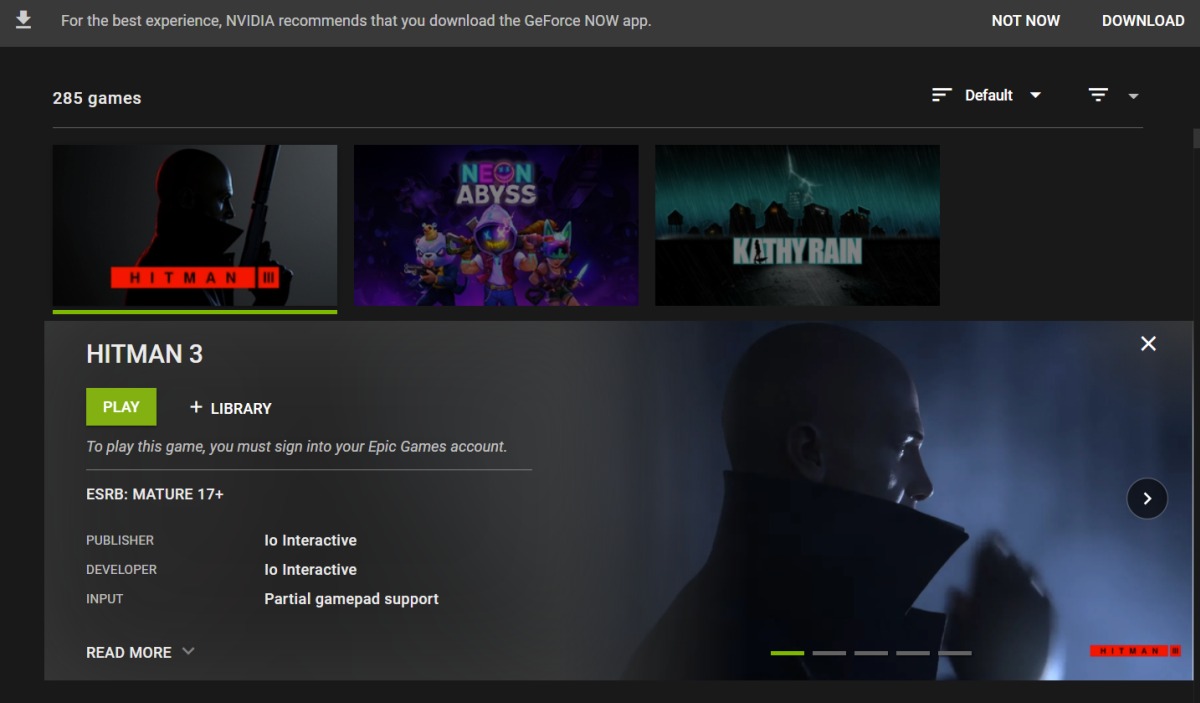 For the best experience, NVIDIA recommends that you download the GeForce NOW app.
NOT NOW
DOWNLOAD
285 games
Default
HITMAN III
NEON
ABYSS
KATHY RAIN
HITMAN 3
PLAY
+ LIBRARY
To play this game, you must sign into your Epic Games account.
ESRB: MATURE 17+
PUBLISHER Io Interactive
DEVELOPER Io Interactive
INPUT Partial gamepad support
READ MORE
HITMAN III